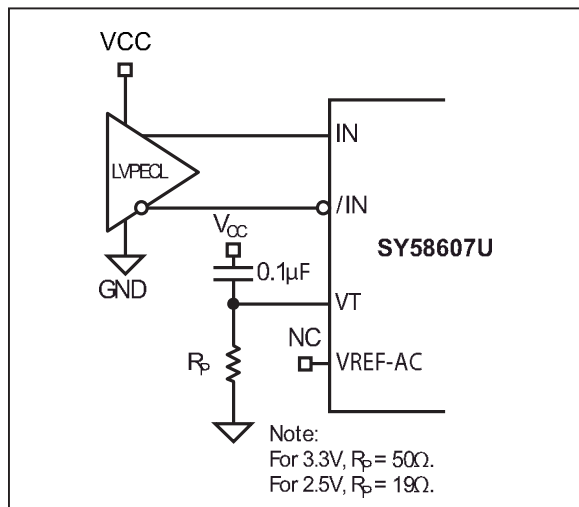 VCC
IN
LVPECL
/IN
VCC
SY58607U
0.1µF
GND
VT
NC
RP
VREF-AC
Note:
For 3.3V, RP = 50Ω.
For 2.5V, RP = 19Ω.